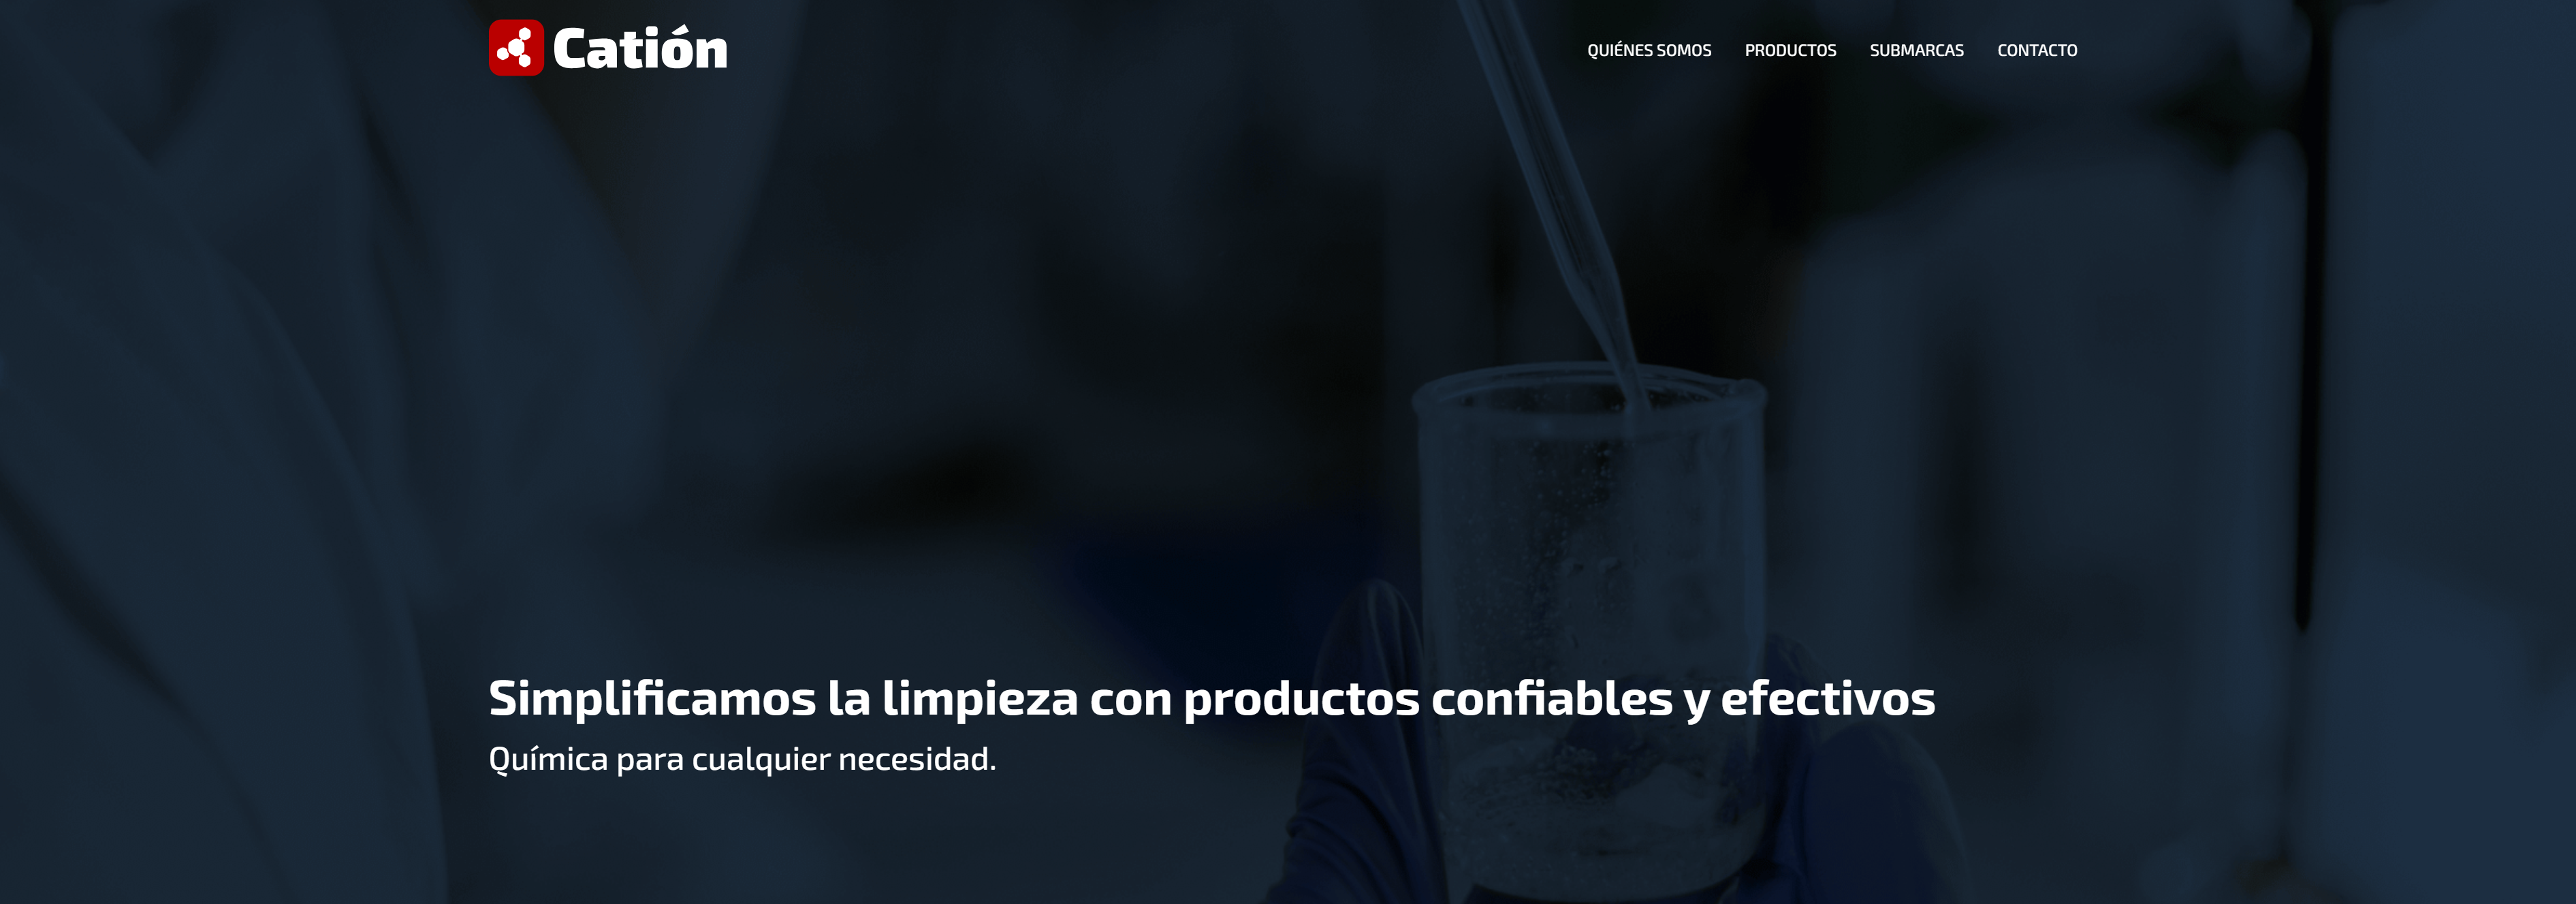 Catión
QUIÉNES SOMOS PRODUCTOS SUBMARCAS CONTACTO
Simplificamos la limpieza con productos confiables y efectivos
Química para cualquier necesidad.